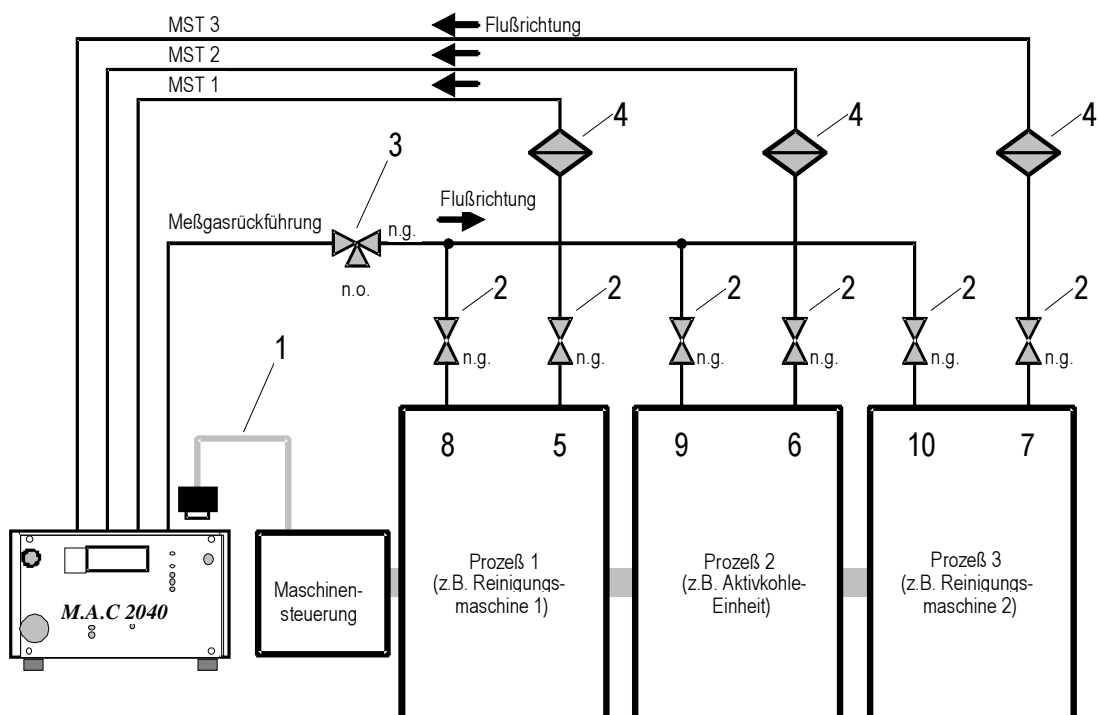 MST 3
Flußrichtung
MST 2
MST 1
4
4
4
3
Flußrichtung
Meßgasrückführung
n.g.
n.o.
2
2
2
2
2
2
n.g.
n.g.
n.g.
n.g.
n.g.
n.g.
1
8
5
9
6
10
7
Maschinen-
steuerung
Prozeß 1
(z.B. Reinigungs-
maschine 1)
Prozeß 2
(z.B. Aktivkohle-
Einheit)
Prozeß 3
(z.B. Reinigungs-
maschine 2)
M.A.C 2040